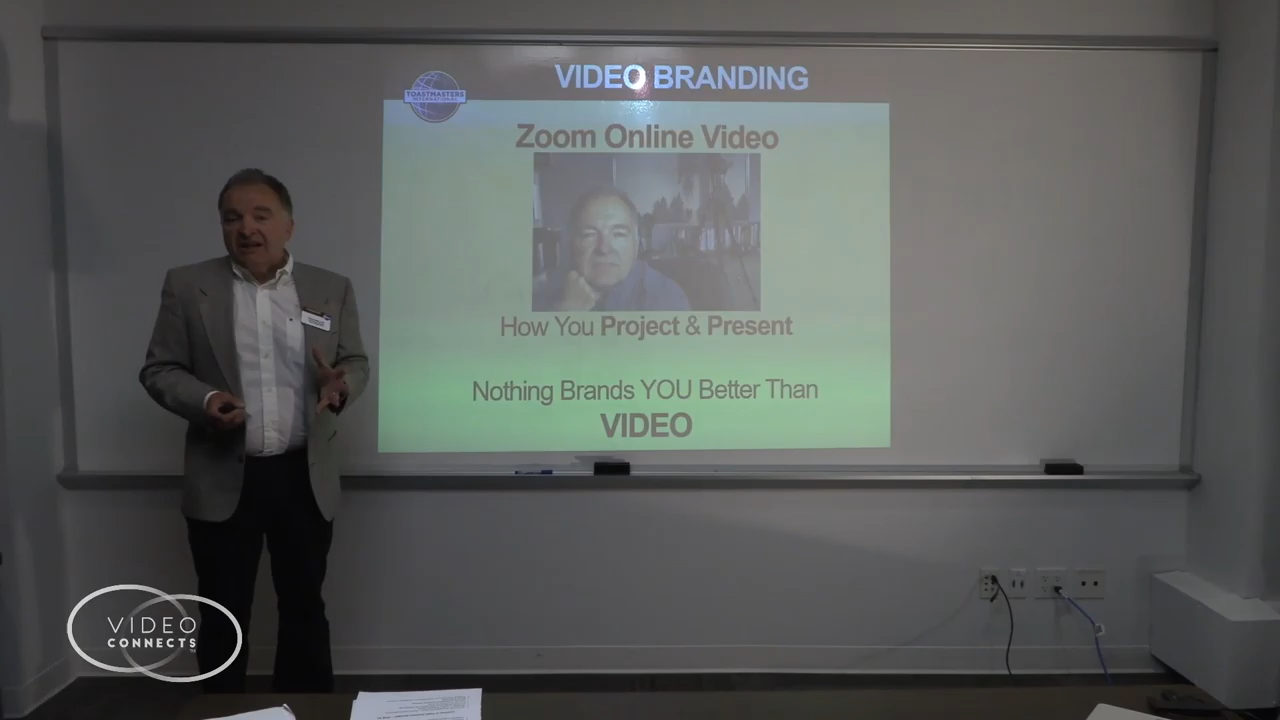 VIDEO BRANDING
TOASTMASTERS
INTERNATIONAL
Zoom Online Video
How You Project & Present
Nothing Brands YOU Better Than
VIDEO
VIDEO
CONNECTS